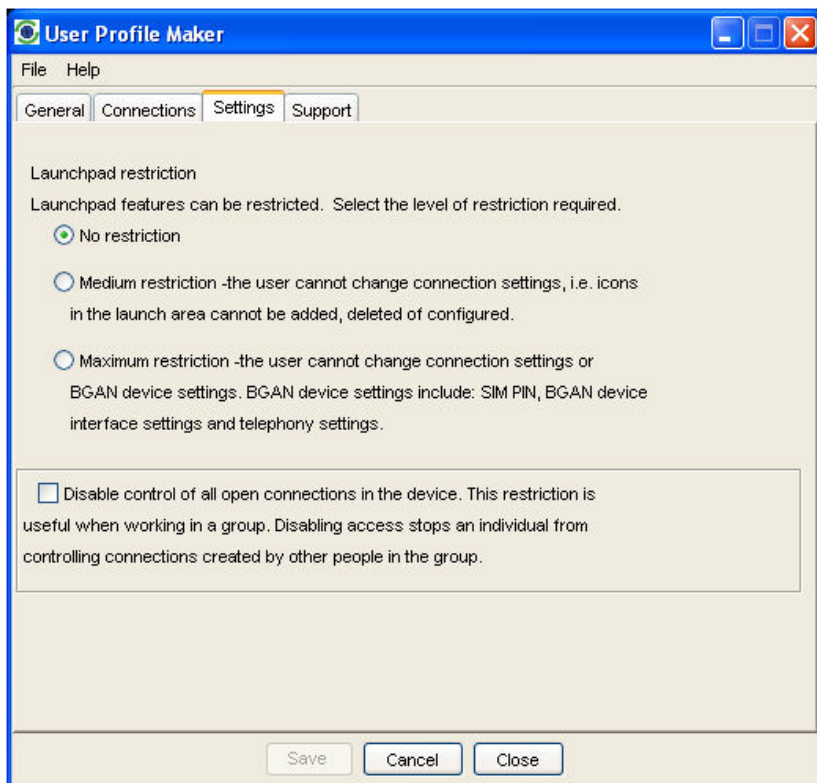 User Profile Maker
File Help
General Connections Settings Support
Launchpad restriction
Launchpad features can be restricted. Select the level of restriction required.
No restriction
Medium restriction -the user cannot change connection settings, i.e. icons
in the launch area cannot be added, deleted of configured.
Maximum restriction -the user cannot change connection settings or
BGAN device settings. BGAN device settings include: SIM PIN, BGAN device
interface settings and telephony settings.
Disable control of all open connections in the device. This restriction is
useful when working in a group. Disabling access stops an individual from
controlling connections created by other people in the group.
Save Cancel Close